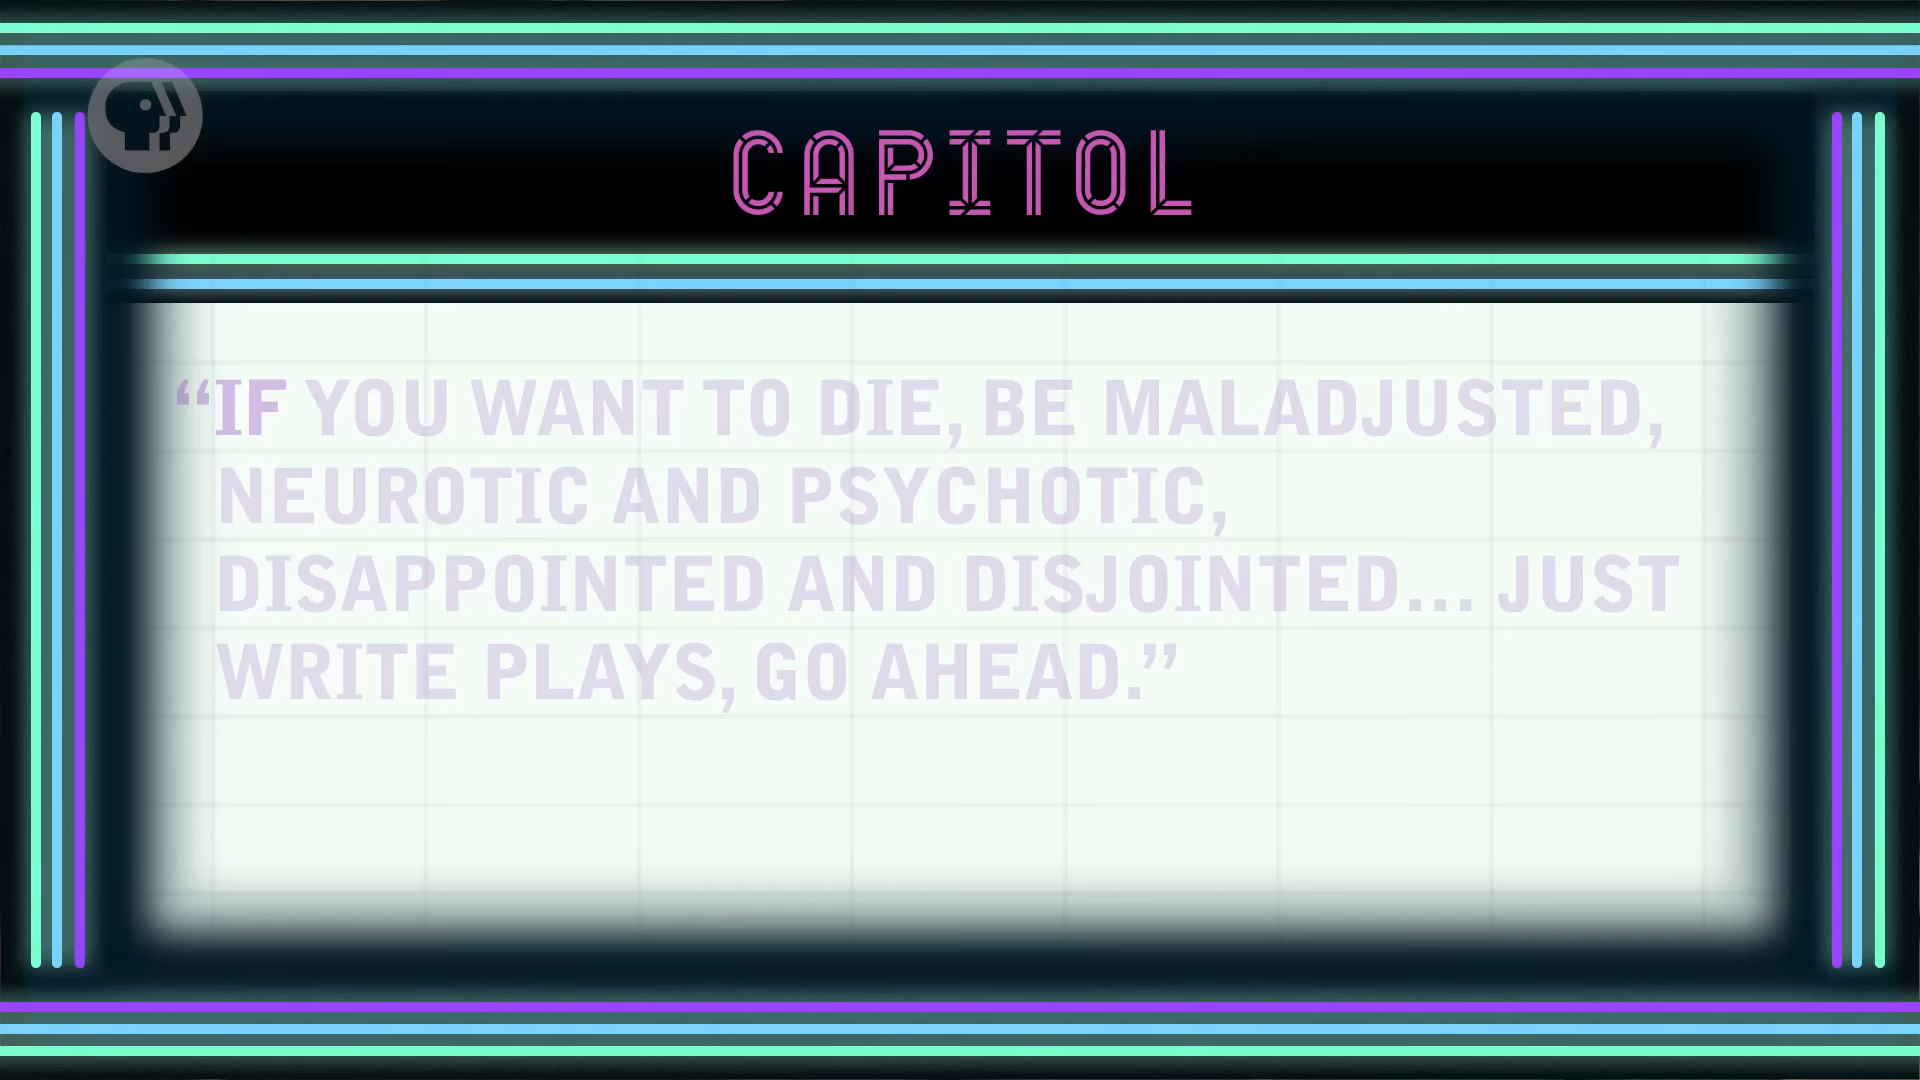 CAPITOL
“IF YOU WANT TO DIE, BE MALADJUSTED,
NEUROTIC AND PSYCHOTIC,
DISAPPOINTED AND DISJOINTED... JUST
WRITE PLAYS, GO AHEAD.”